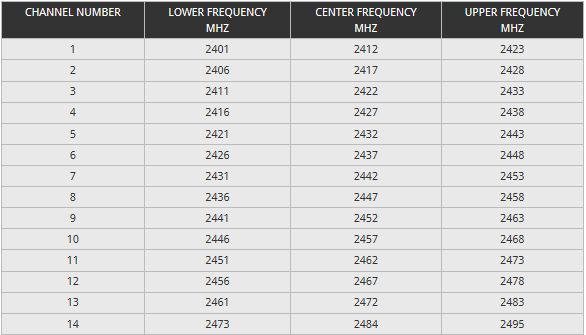 CHANNEL NUMBER LOWER FREQUENCY MHZ CENTER FREQUENCY MHZ UPPER FREQUENCY MHZ
1 2401 2412 2423
2 2406 2417 2428
3 2411 2422 2433
4 2416 2427 2438
5 2421 2432 2443
6 2426 2437 2448
7 2431 2442 2453
8 2436 2447 2458
9 2441 2452 2463
10 2446 2457 2468
11 2451 2462 2473
12 2456 2467 2478
13 2461 2472 2483
14 2473 2484 2495